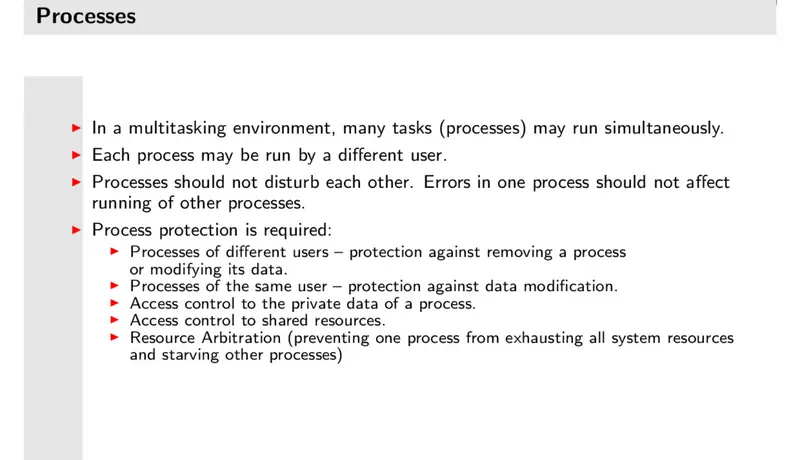 Processes
In a multitasking environment, many tasks (processes) may run simultaneously.
Each process may be run by a different user.
Processes should not disturb each other. Errors in one process should not affect
running of other processes.
Process protection is required:
Processes of different users – protection against removing a process
or modifying its data.
Processes of the same user – protection against data modification.
Access control to the private data of a process.
Access control to shared resources.
Resource Arbitration (preventing one process from exhausting all system resources
and starving other processes)